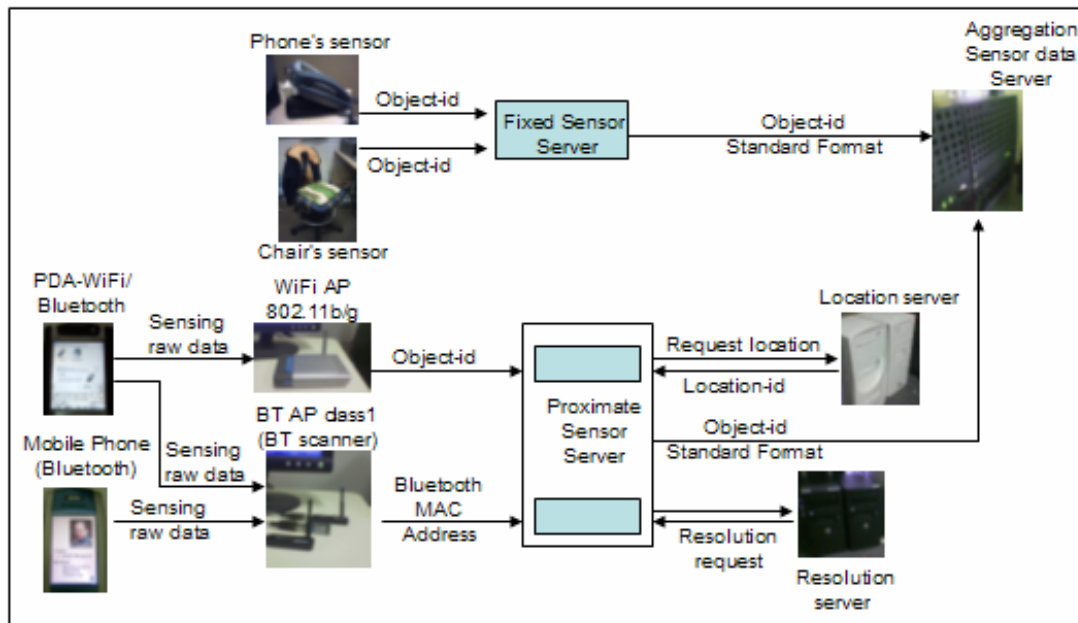 Phone's sensor
Object-id
Object-id
Chair's sensor
Fixed Sensor
Server
Object-id
Standard Format
Aggregation
Sensor data
Server
PDA-WiFi/
Bluetooth
Sensing
raw data
WiFi AP
802.11b/g
Object-id
Mobile Phone
(Bluetooth)
Sensing
raw data
Sensing
raw data
BT AP class1
(BT scanner)
Bluetooth
MAC
Address
Proximate
Sensor
Server
Request location
Location-id
Location server
Object-id
Standard Format
Resolution
request
Resolution
server